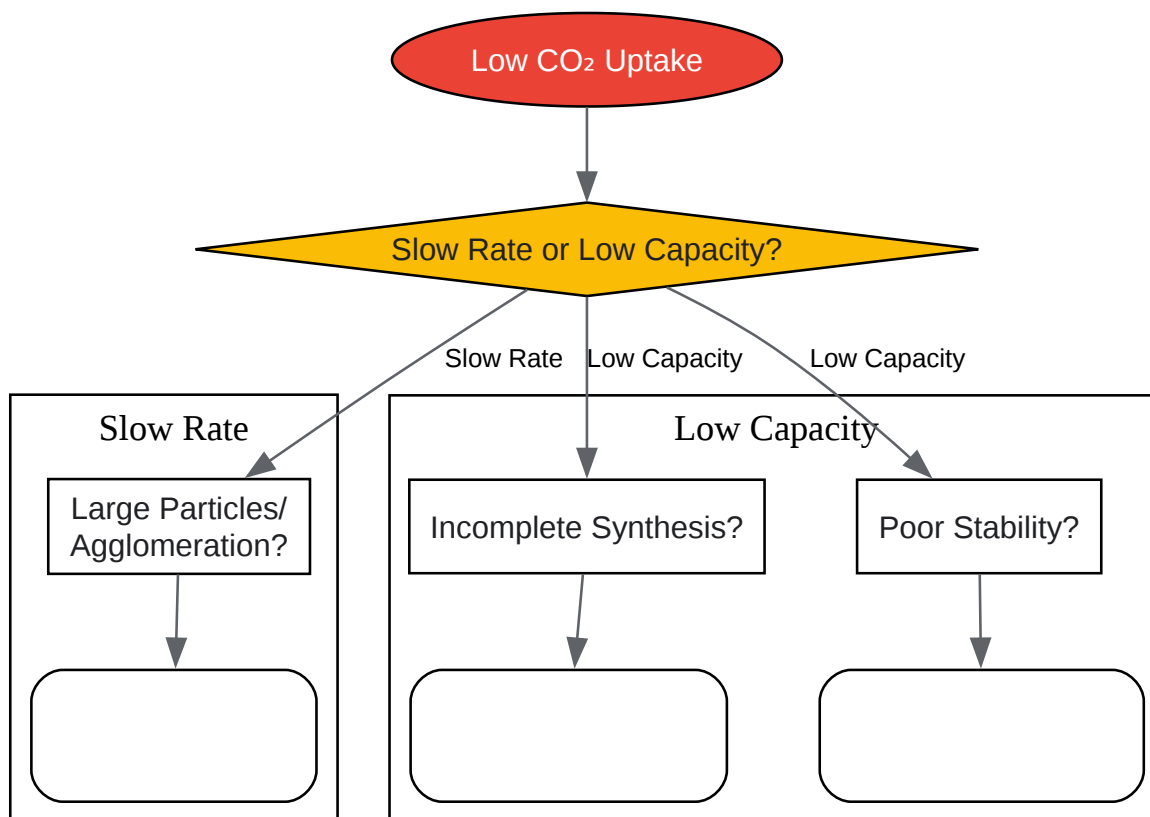 Low CO₂ Uptake
Slow Rate or Low Capacity?
Slow Rate
Low Capacity
Low Capacity
Slow Rate
Low Capacity
Large Particles/
Agglomeration?
Incomplete Synthesis?
Poor Stability?